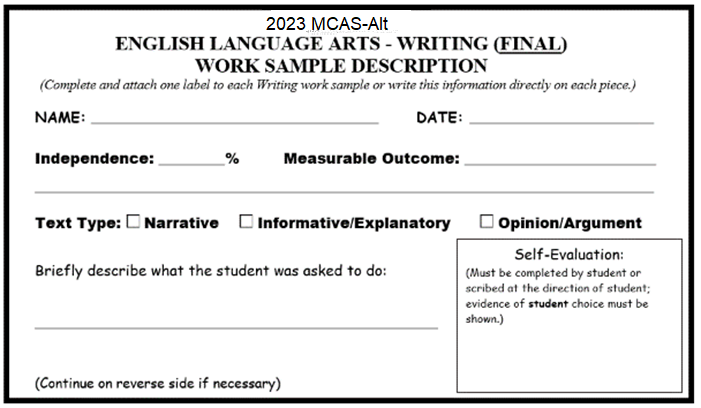 2023 MCAS-Alt
ENGLISH LANGUAGE ARTS - WRITING (FINAL)
WORK SAMPLE DESCRIPTION
(Complete and attach one label to each Writing work sample or write this information directly on each piece.)
NAME: ____ DATE: ____
Independence: ____% Measurable Outcome: ____
Text Type: ☐ Narrative ☐ Informative/Explanatory ☐ Opinion/Argument
Briefly describe what the student was asked to do:
(Continue on reverse side if necessary)
Self-Evaluation:
(Must be completed by student or
scribed at the direction of student;
evidence of student choice must be
shown.)